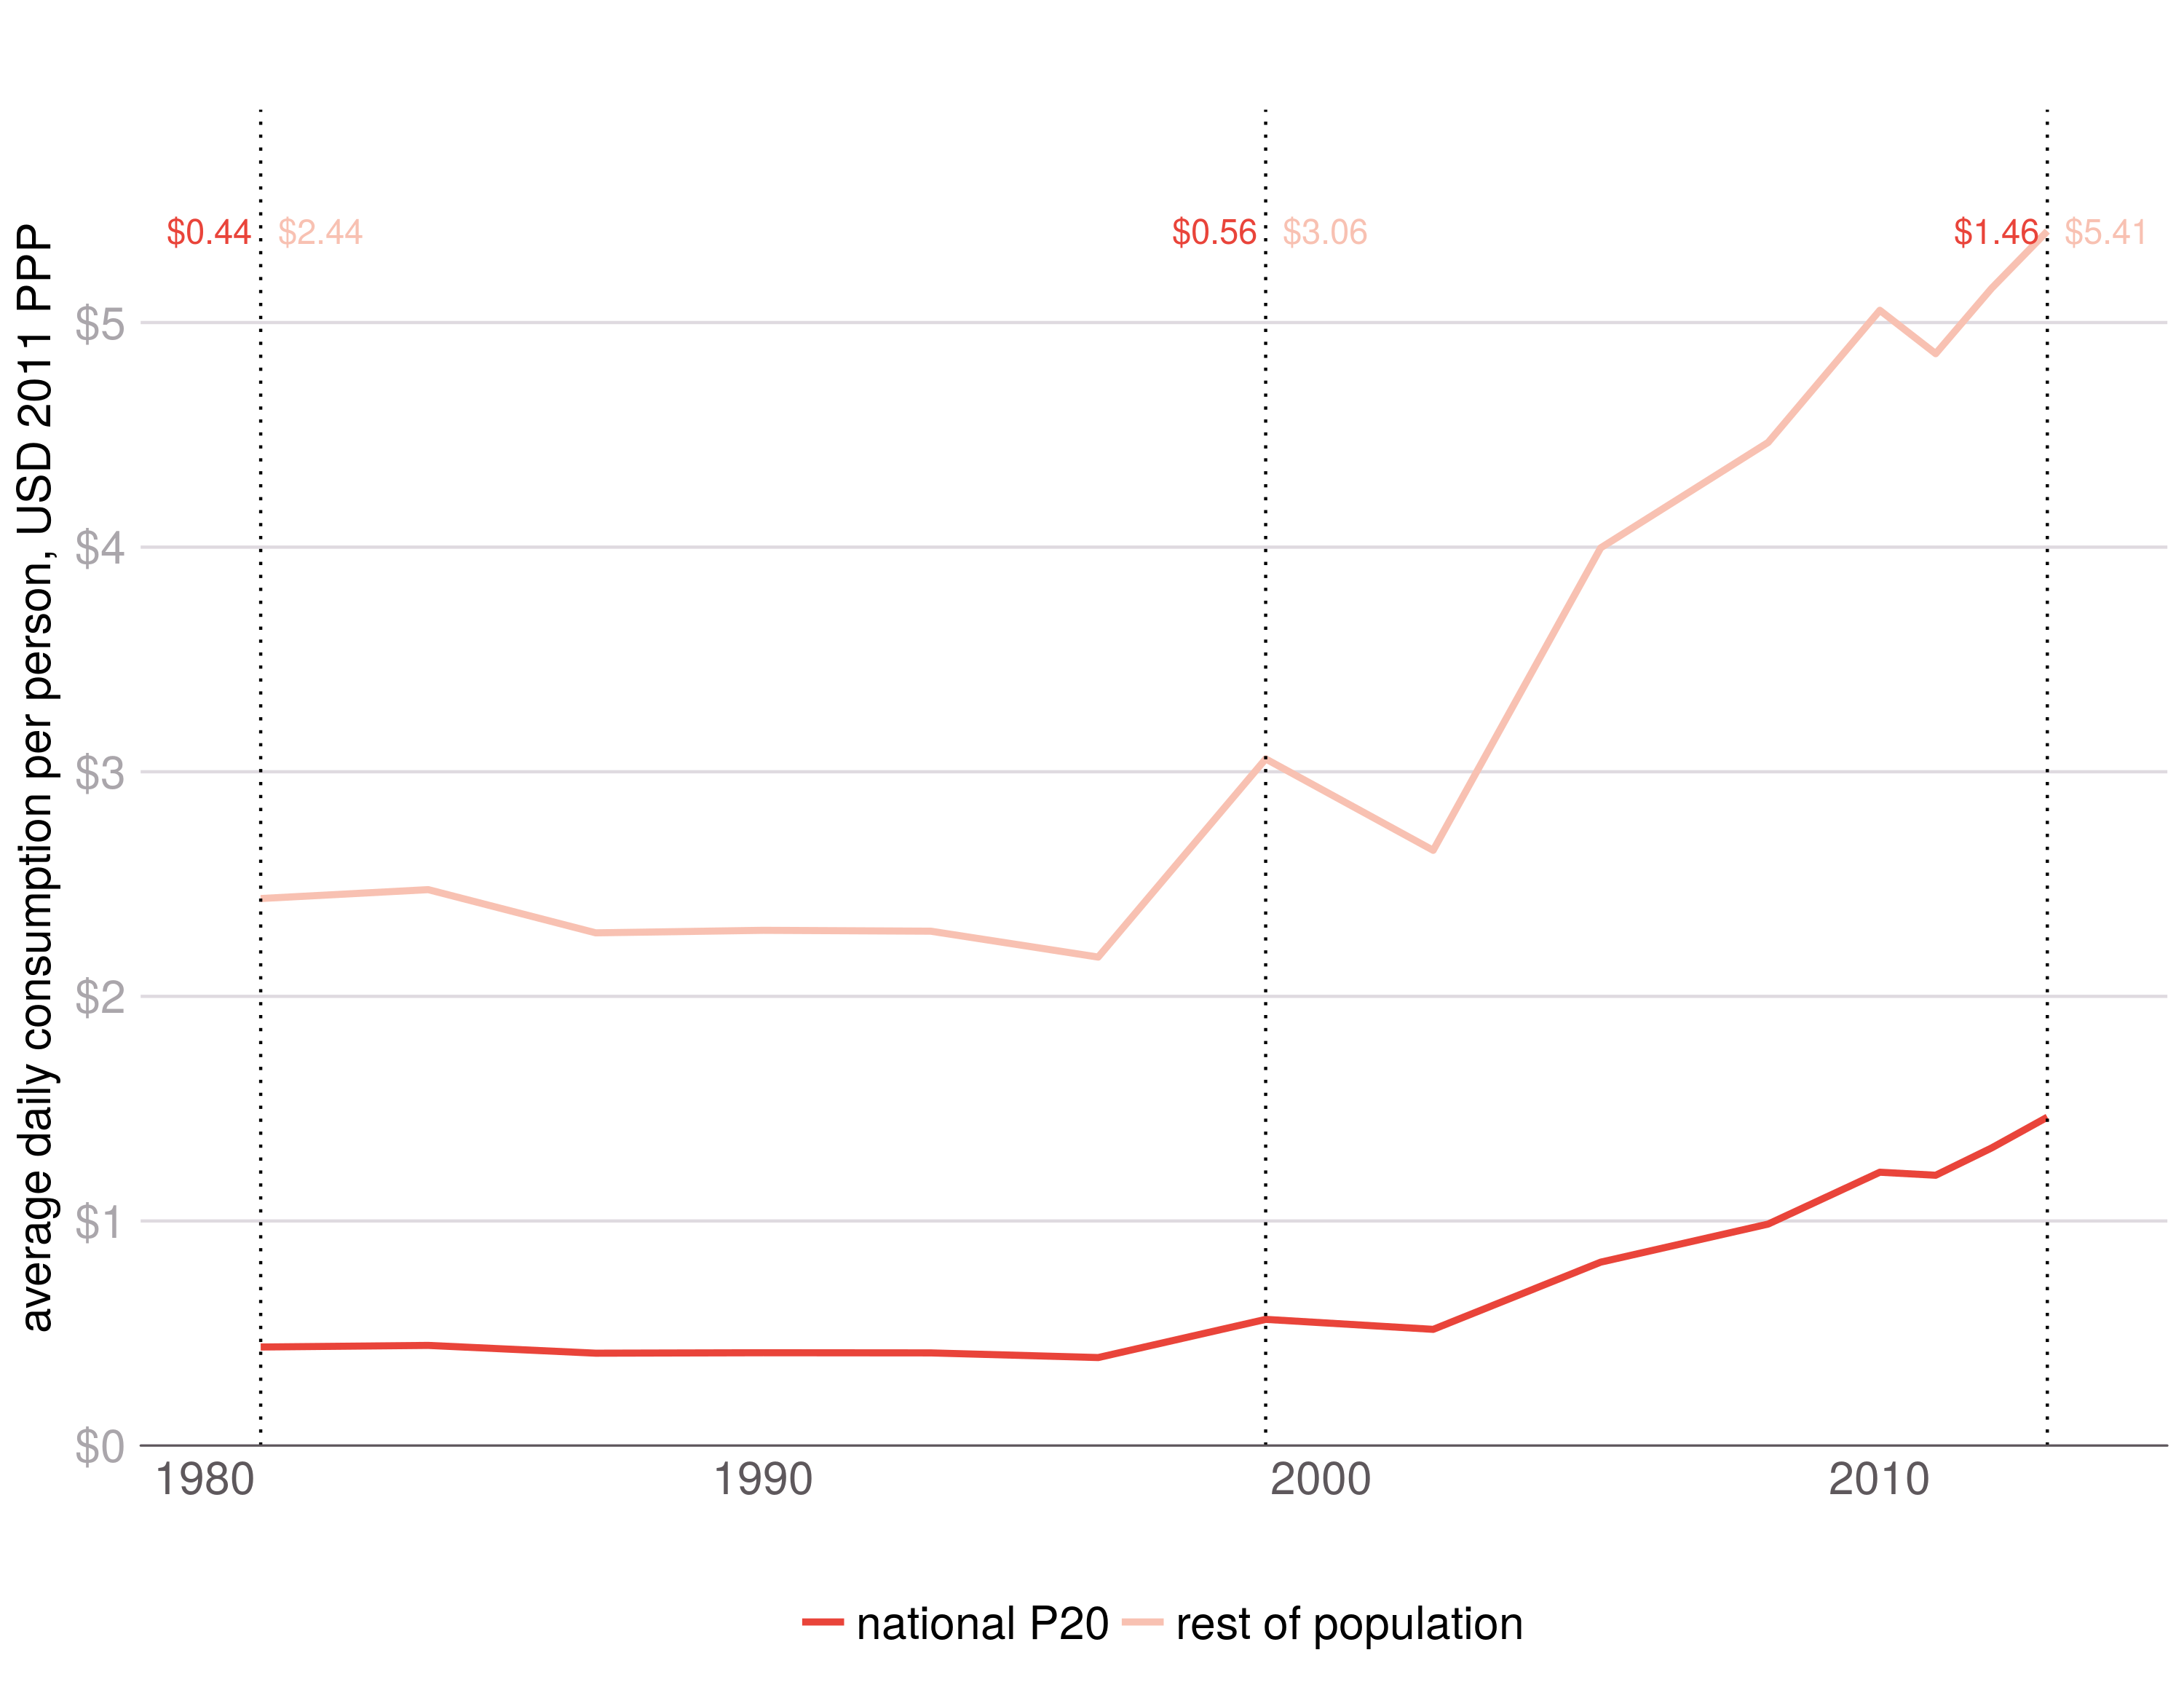 average daily consumption per person, USD 2011 PPP
$0.44 $2.44 $0.56 $3.06 $1.46 $5.41
$5
$4
$3
$2
$1
$0
1980 1990 2000 2010
national P20 rest of population